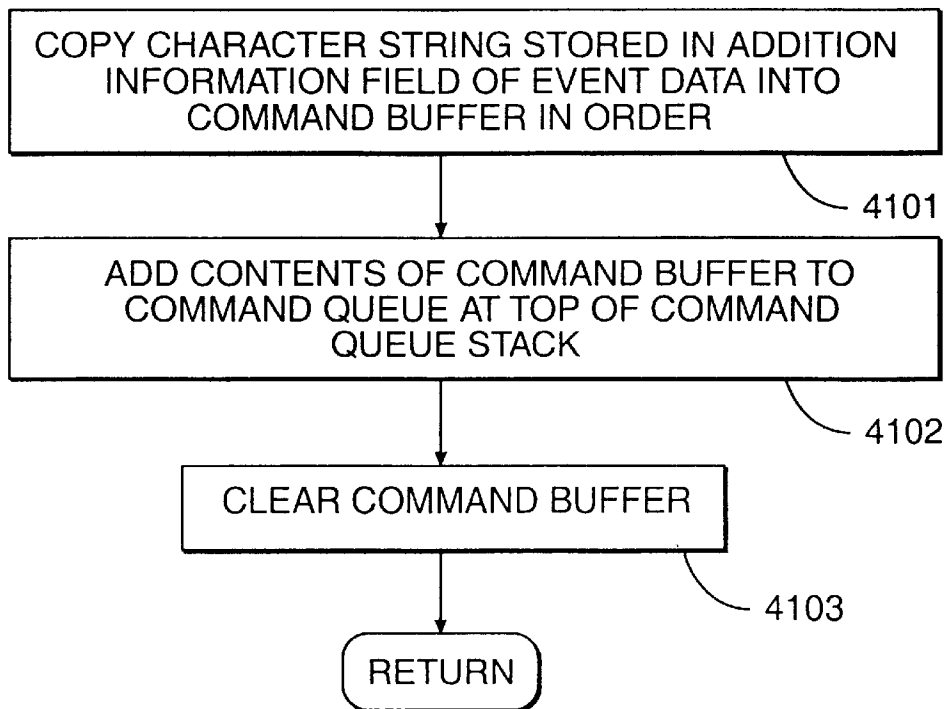 COPY CHARACTER STRING STORED IN ADDITION
INFORMATION FIELD OF EVENT DATA INTO
COMMAND BUFFER IN ORDER
4101
ADD CONTENTS OF COMMAND BUFFER TO
COMMAND QUEUE AT TOP OF COMMAND
QUEUE STACK
4102
CLEAR COMMAND BUFFER
4103
RETURN